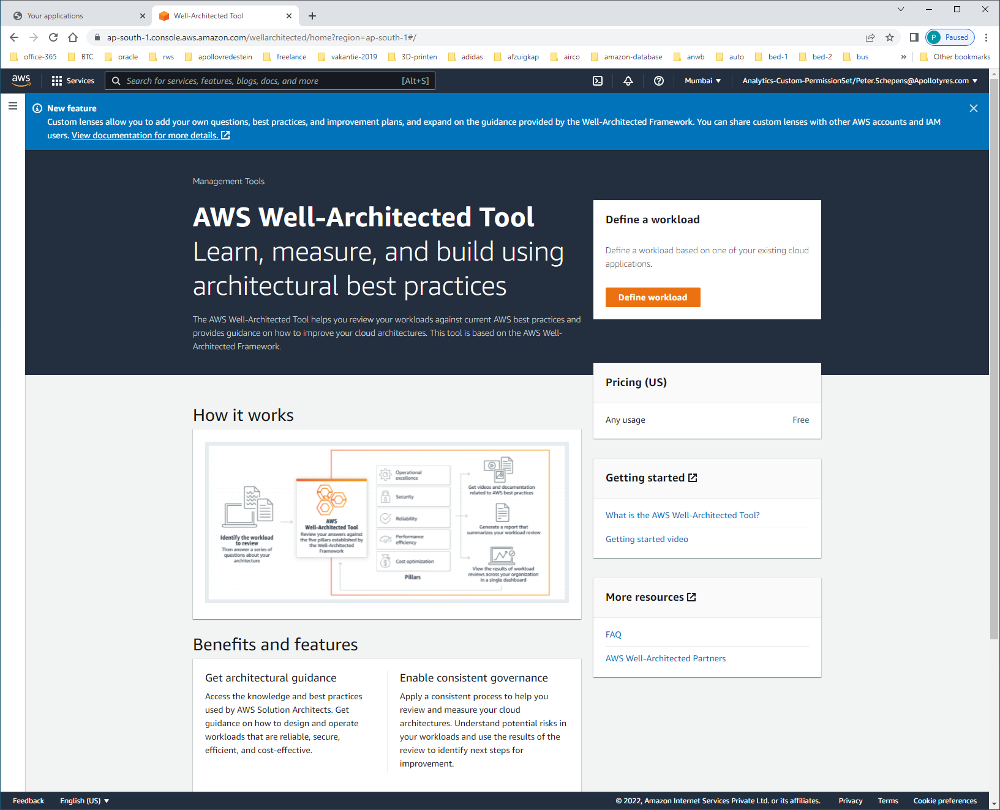 Your applications
Well-Architected Tool
ap-south-1.console.aws.amazon.com/wellarchitected/home?region=ap-south-1#/
P Paused
office-365 BTC oracle rws apollovredestein freelance vakantie-2019 3D-printen adidas afzuigkap airco amazon-database anwb auto bed-1 bed-2 bus » Other bookmarks
aws Services Search for services, features, blogs, docs, and more [Alt+S] Mumbai Analytics-Custom-PermissionSet/Peter.Schepens@Apollotyres.com
New feature
Custom lenses allow you to add your own questions, best practices, and improvement plans, and expand on the guidance provided by the Well-Architected Framework. You can share custom lenses with other AWS accounts and IAM
users. View documentation for more details.
Management Tools
AWS Well-Architected Tool
Learn, measure, and build using
architectural best practices
The AWS Well-Architected Tool helps you review your workloads against current AWS best practices and
provides guidance on how to improve your cloud architectures. This tool is based on the AWS Well-
Architected Framework.
Define a workload
Define a workload based on one of your existing cloud
applications.
Define workload
Pricing (US)
Any usage Free
Getting started
What is the AWS Well-Architected Tool?
Getting started video
More resources
FAQ
AWS Well-Architected Partners
How it works
Identify the workload
to review
Then answer a series of
questions about your
architecture
AWS
Well-Architected Tool
Review your answers against
the five pillars established by
the Well-Architected
Framework
Operational
excellence
Security
Reliability
Performance
efficiency
Cost optimization
Pillars
Get videos and documentation
related to AWS best practices
Generate a report that
summarizes your workload review
View the results of workload
reviews across your organization
in a single dashboard
Benefits and features
Get architectural guidance
Access the knowledge and best practices
used by AWS Solution Architects. Get
guidance on how to design and operate
workloads that are reliable, secure,
efficient, and cost-effective.
Enable consistent governance
Apply a consistent process to help you
review and measure your cloud
architectures. Understand potential risks in
your workloads and use the results of the
review to identify next steps for
improvement.
Feedback English (US) © 2022, Amazon Internet Services Private Ltd. or its affiliates. Privacy Terms Cookie preferences